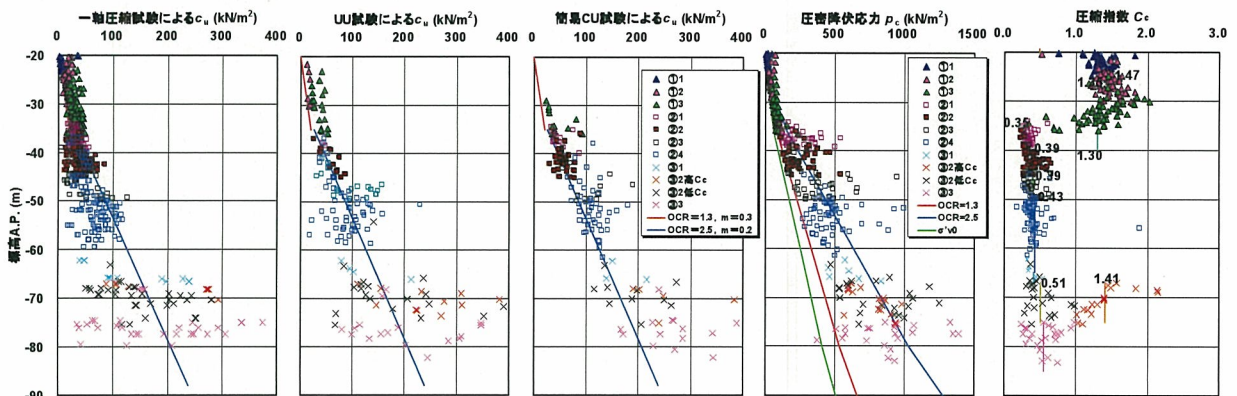 一軸圧縮試験によるcu (kN/m²)
UU試験によるcu (kN/m²)
簡易CU試験によるcu (kN/m²)
圧密降伏応力 pc (kN/m²)
圧縮指数 Cc
0 100 200 300 400
0 100 200 300 400
0 100 200 300 400
0 500 1000 1500
0.0 1.0 2.0 3.0
標高A.P. (m)
-20
-30
-40
-50
-60
-70
-80
-90
①1
①2
①3
②1
②2
②3
②4
③1
③2高Cc
③2低Cc
③3
OCR=1.3, m=0.3
OCR=2.5, m=0.2
①1
①2
①3
②1
②2
②3
②4
③1
③2高Cc
③2低Cc
③3
OCR=1.3
OCR=2.5
σ'v0
1.47
0.35
1.30
0.39
0.39
0.43
0.51
1.41